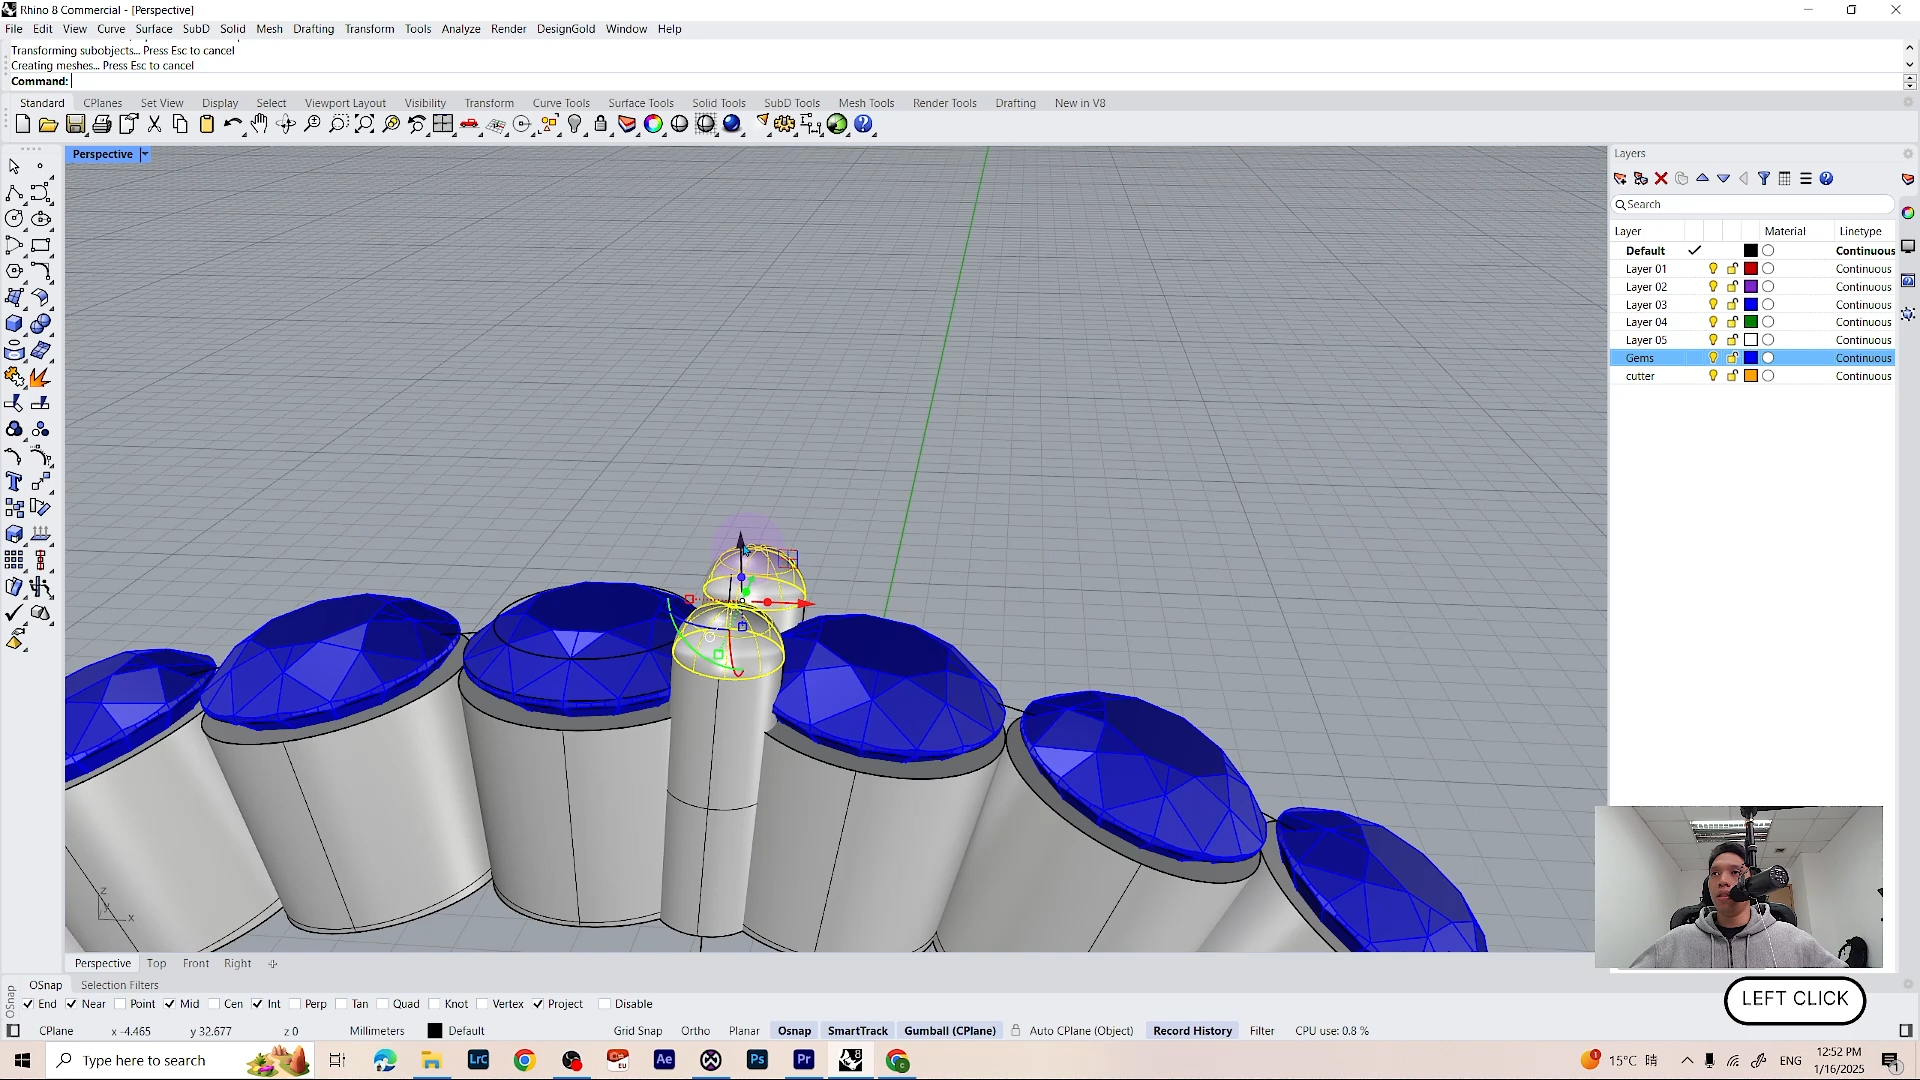 Rhino 8 Commercial - [Perspective]
File Edit View Curve Surface SubD Solid Mesh Drafting Transform Tools Analyze Render DesignGold Window Help
Transforming subobjects... Press Esc to cancel
Creating meshes... Press Esc to cancel
Command:
Standard CPlanes Set View Display Select Viewport Layout Visibility Transform Curve Tools Surface Tools Solid Tools SubD Tools Mesh Tools Render Tools Drafting New in V8
Perspective
Layers
Search
Layer Material Linetype
Default Continuous
Layer 01 Continuous
Layer 02 Continuous
Layer 03 Continuous
Layer 04 Continuous
Layer 05 Continuous
Gems Continuous
cutter Continuous
z
y
x
Perspective Top Front Right
OSnap Selection Filters
OSnap
End Near Point Mid Cen Int Perp Tan Quad Knot Vertex Project Disable
LEFT CLICK
CPlane x -4.465 y 32.677 z 0 Millimeters Default Grid Snap Ortho Planar Osnap SmartTrack Gumball (CPlane) Auto CPlane (Object) Record History Filter CPU use: 0.8 %
Type here to search
LrC
Ae
Ps
Pr
15°C 晴
ENG
12:52 PM
1/16/2025